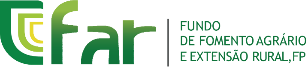 far
FUNDO
DE FOMENTO AGRÁRIO
E EXTENSÃO RURAL,FP